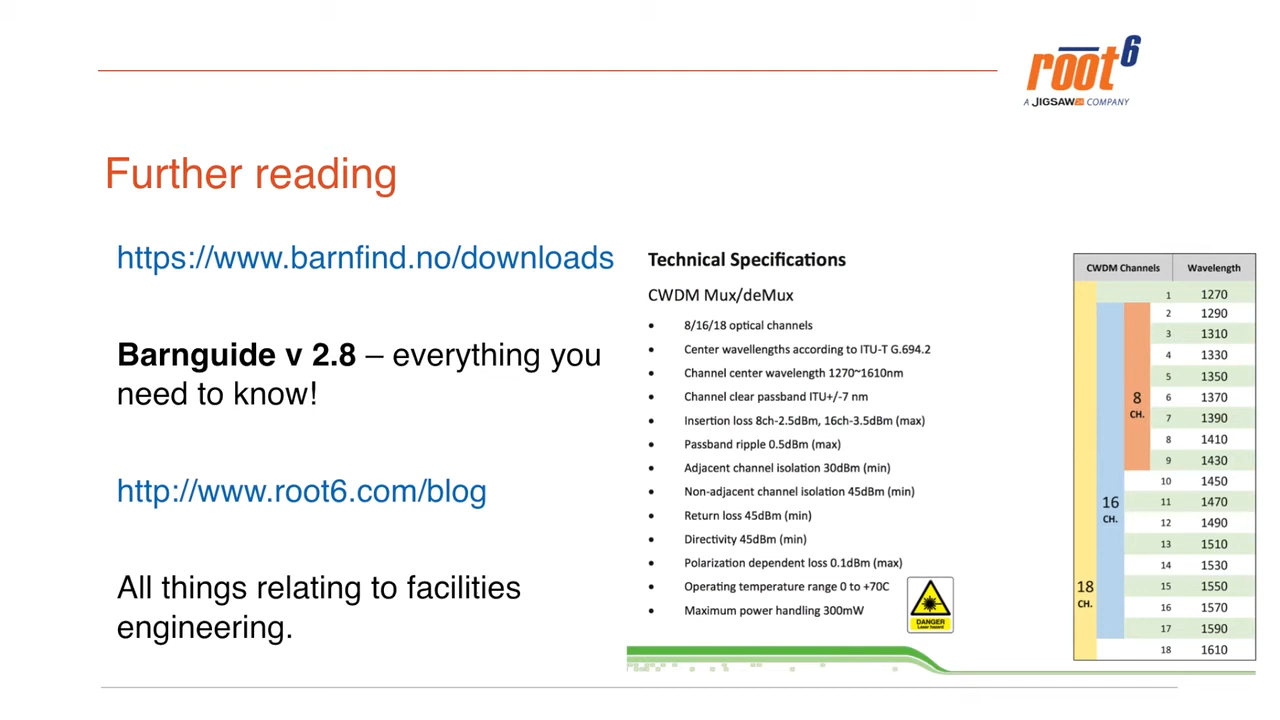 root6
A JIGSAW24 COMPANY
Further reading
https://www.barnfind.no/downloads
Barnguide v 2.8 – everything you
need to know!
http://www.root6.com/blog
All things relating to facilities
engineering.
Technical Specifications
CWDM Mux/deMux
• 8/16/18 optical channels
• Center wavellengths according to ITU-T G.694.2
• Channel center wavelength 1270~1610nm
• Channel clear passband ITU+/-7 nm
• Insertion loss 8ch-2.5dBm, 16ch-3.5dBm (max)
• Passband ripple 0.5dBm (max)
• Adjacent channel isolation 30dBm (min)
• Non-adjacent channel isolation 45dBm (min)
• Return loss 45dBm (min)
• Directivity 45dBm (min)
• Polarization dependent loss 0.1dBm (max)
• Operating temperature range 0 to +70C
• Maximum power handling 300mW
DANGER
Laser hazard
CWDM Channels Wavelength
1 1270
2 1290
3 1310
4 1330
5 1350
6 1370
7 1390
8 1410
9 1430
10 1450
11 1470
12 1490
13 1510
14 1530
15 1550
16 1570
17 1590
18 1610
8
CH.
16
CH.
18
CH.